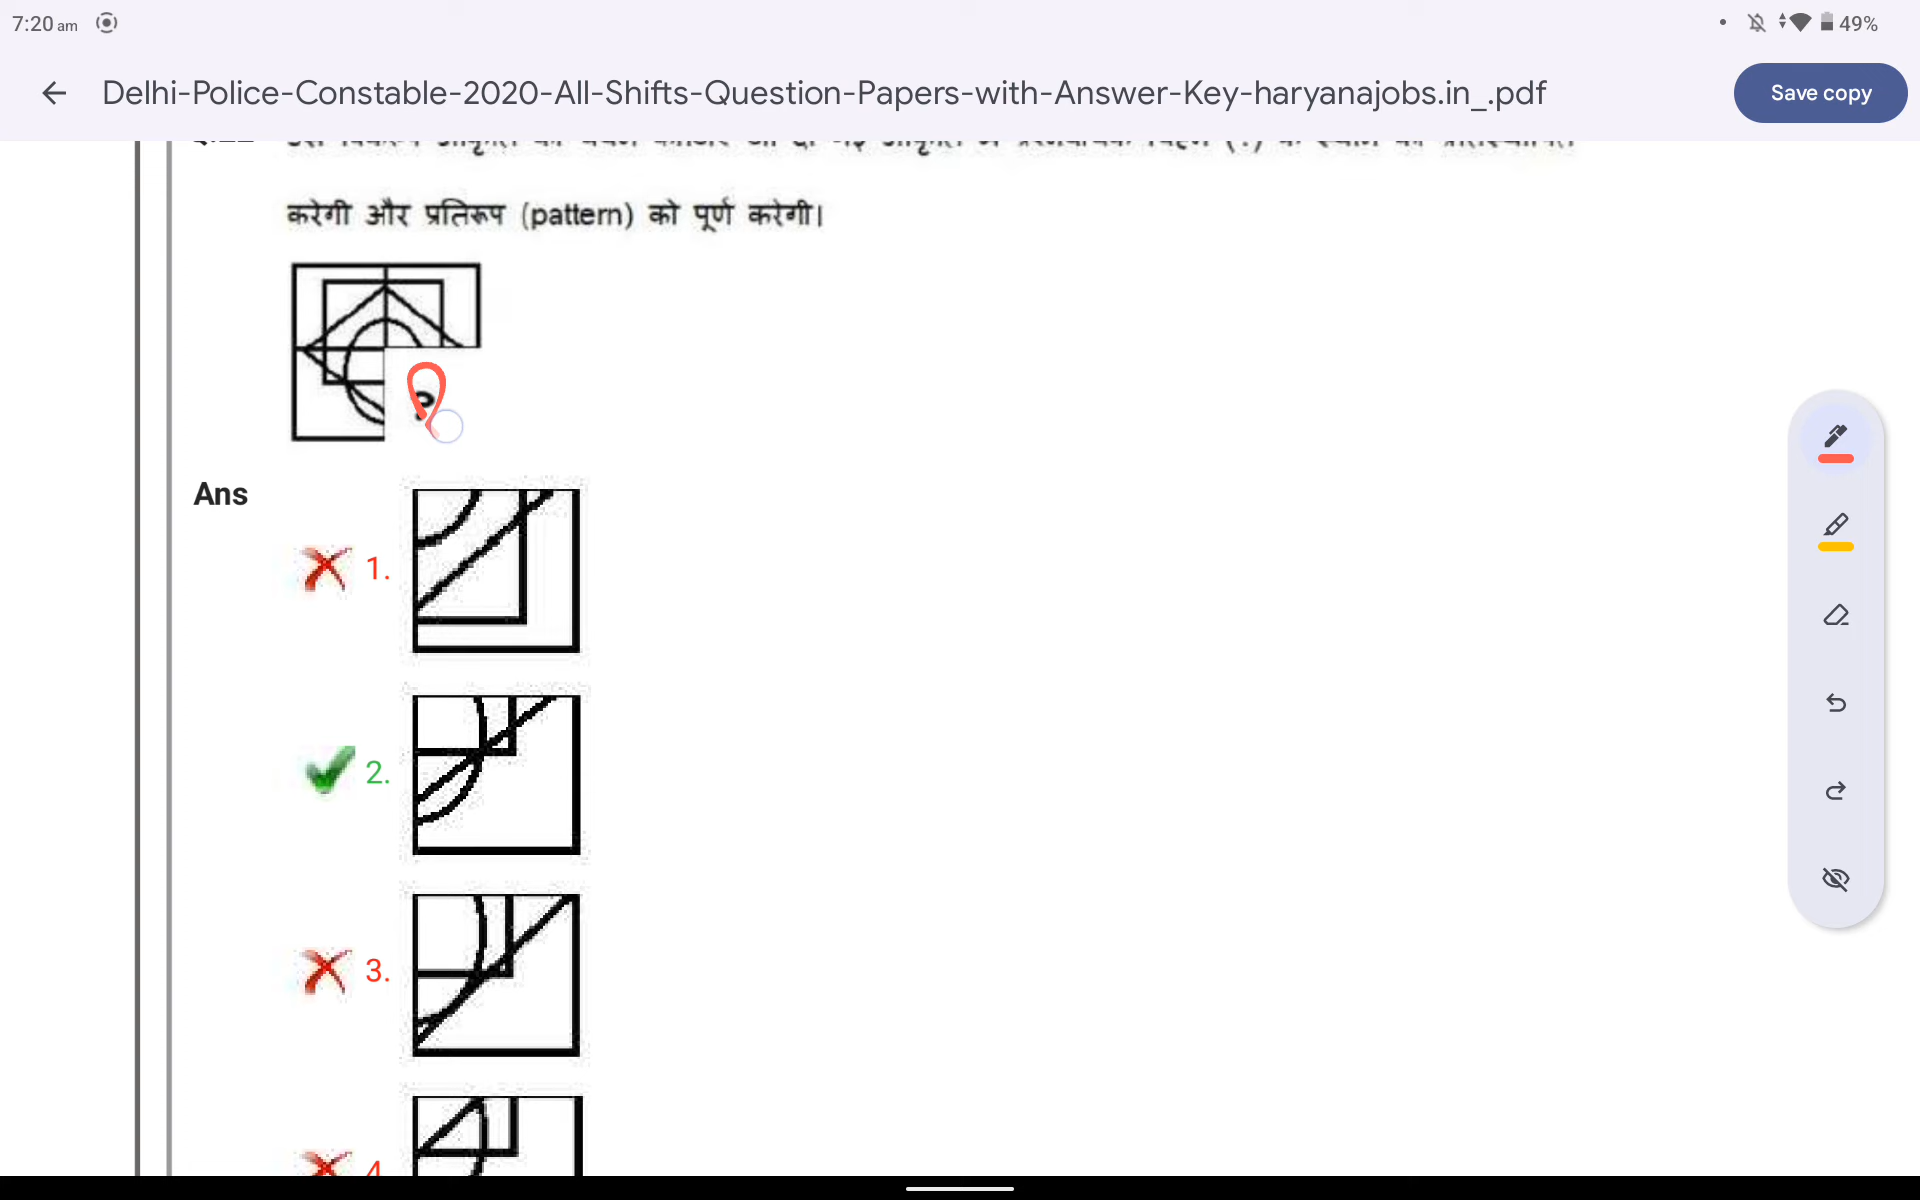 7:20 am
49%
Delhi-Police-Constable-2020-All-Shifts-Question-Papers-with-Answer-Key-haryanajobs.in_.pdf
Save copy
करेगी और प्रतिरूप (pattern) को पूर्ण करेगी।
?
Ans
1.
2.
3.
4